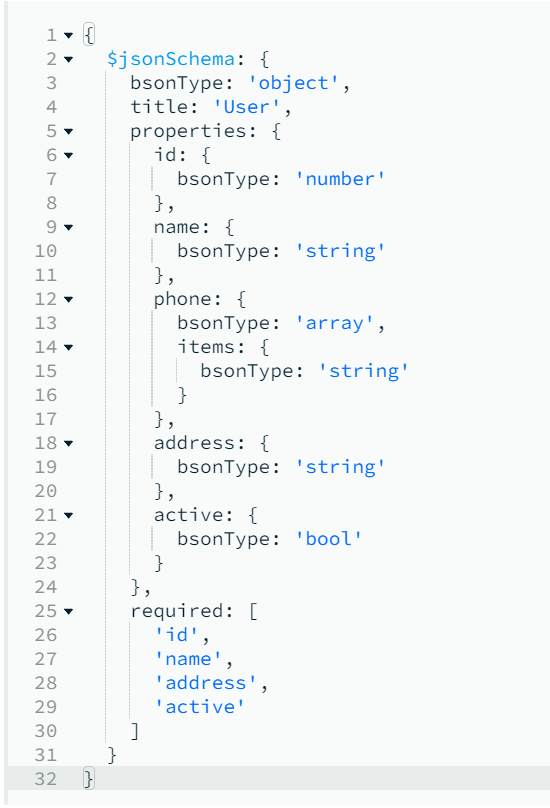 1 {
2 $jsonSchema: {
3 bsonType: 'object',
4 title: 'User',
5 properties: {
6 id: {
7 bsonType: 'number'
8 },
9 name: {
10 bsonType: 'string'
11 },
12 phone: {
13 bsonType: 'array',
14 items: {
15 bsonType: 'string'
16 }
17 },
18 address: {
19 bsonType: 'string'
20 },
21 active: {
22 bsonType: 'bool'
23 }
24 },
25 required: [
26 'id',
27 'name',
28 'address',
29 'active'
30 ]
31 }
32 }